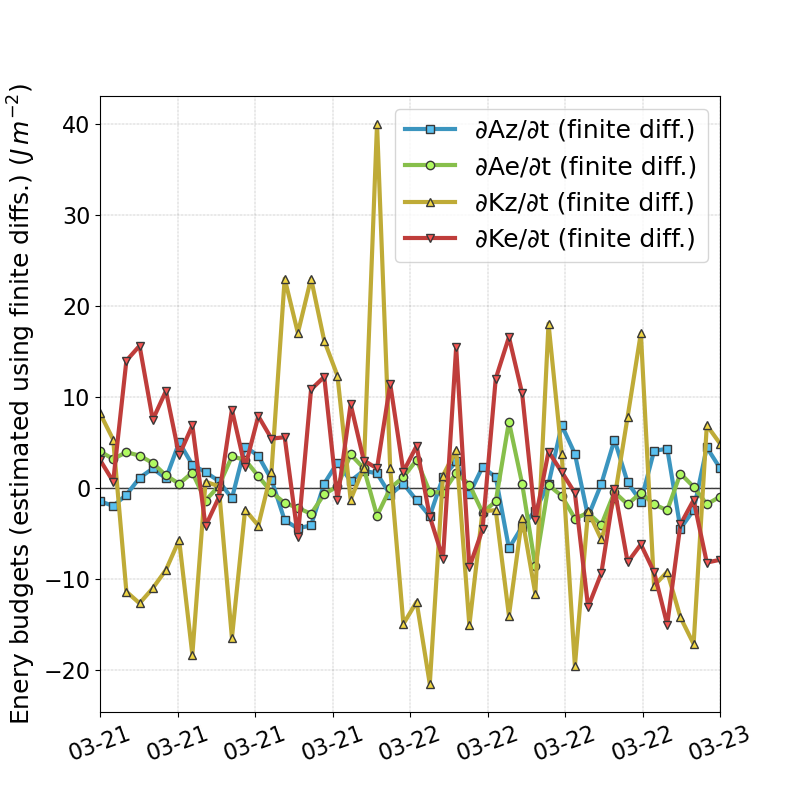 Enery budgets (estimated using finite diffs.) (J m⁻²)
40
30
20
10
0
−10
−20
∂Az/∂t (finite diff.)
∂Ae/∂t (finite diff.)
∂Kz/∂t (finite diff.)
∂Ke/∂t (finite diff.)
03-21 03-21 03-21 03-21 03-22 03-22 03-22 03-22 03-23